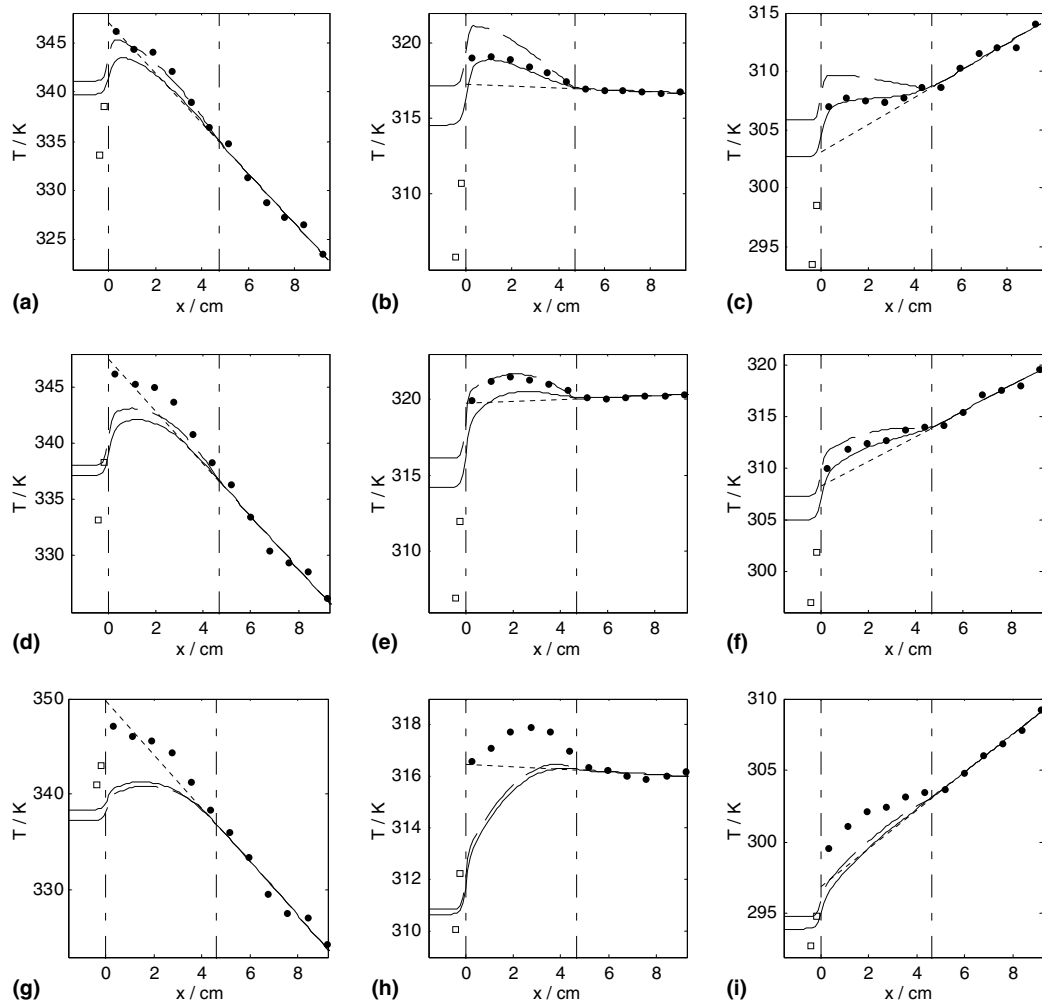 345
340
335
330
325
T / K
0 2 4 6 8
x / cm
(a)
320
315
310
T / K
0 2 4 6 8
x / cm
(b)
315
310
305
300
295
T / K
0 2 4 6 8
x / cm
(c)
345
340
335
330
T / K
0 2 4 6 8
x / cm
(d)
325
320
315
310
T / K
0 2 4 6 8
x / cm
(e)
320
315
310
305
300
T / K
0 2 4 6 8
x / cm
(f)
350
340
330
T / K
0 2 4 6 8
x / cm
(g)
318
316
314
312
310
T / K
0 2 4 6 8
x / cm
(h)
310
305
300
295
T / K
0 2 4 6 8
x / cm
(i)